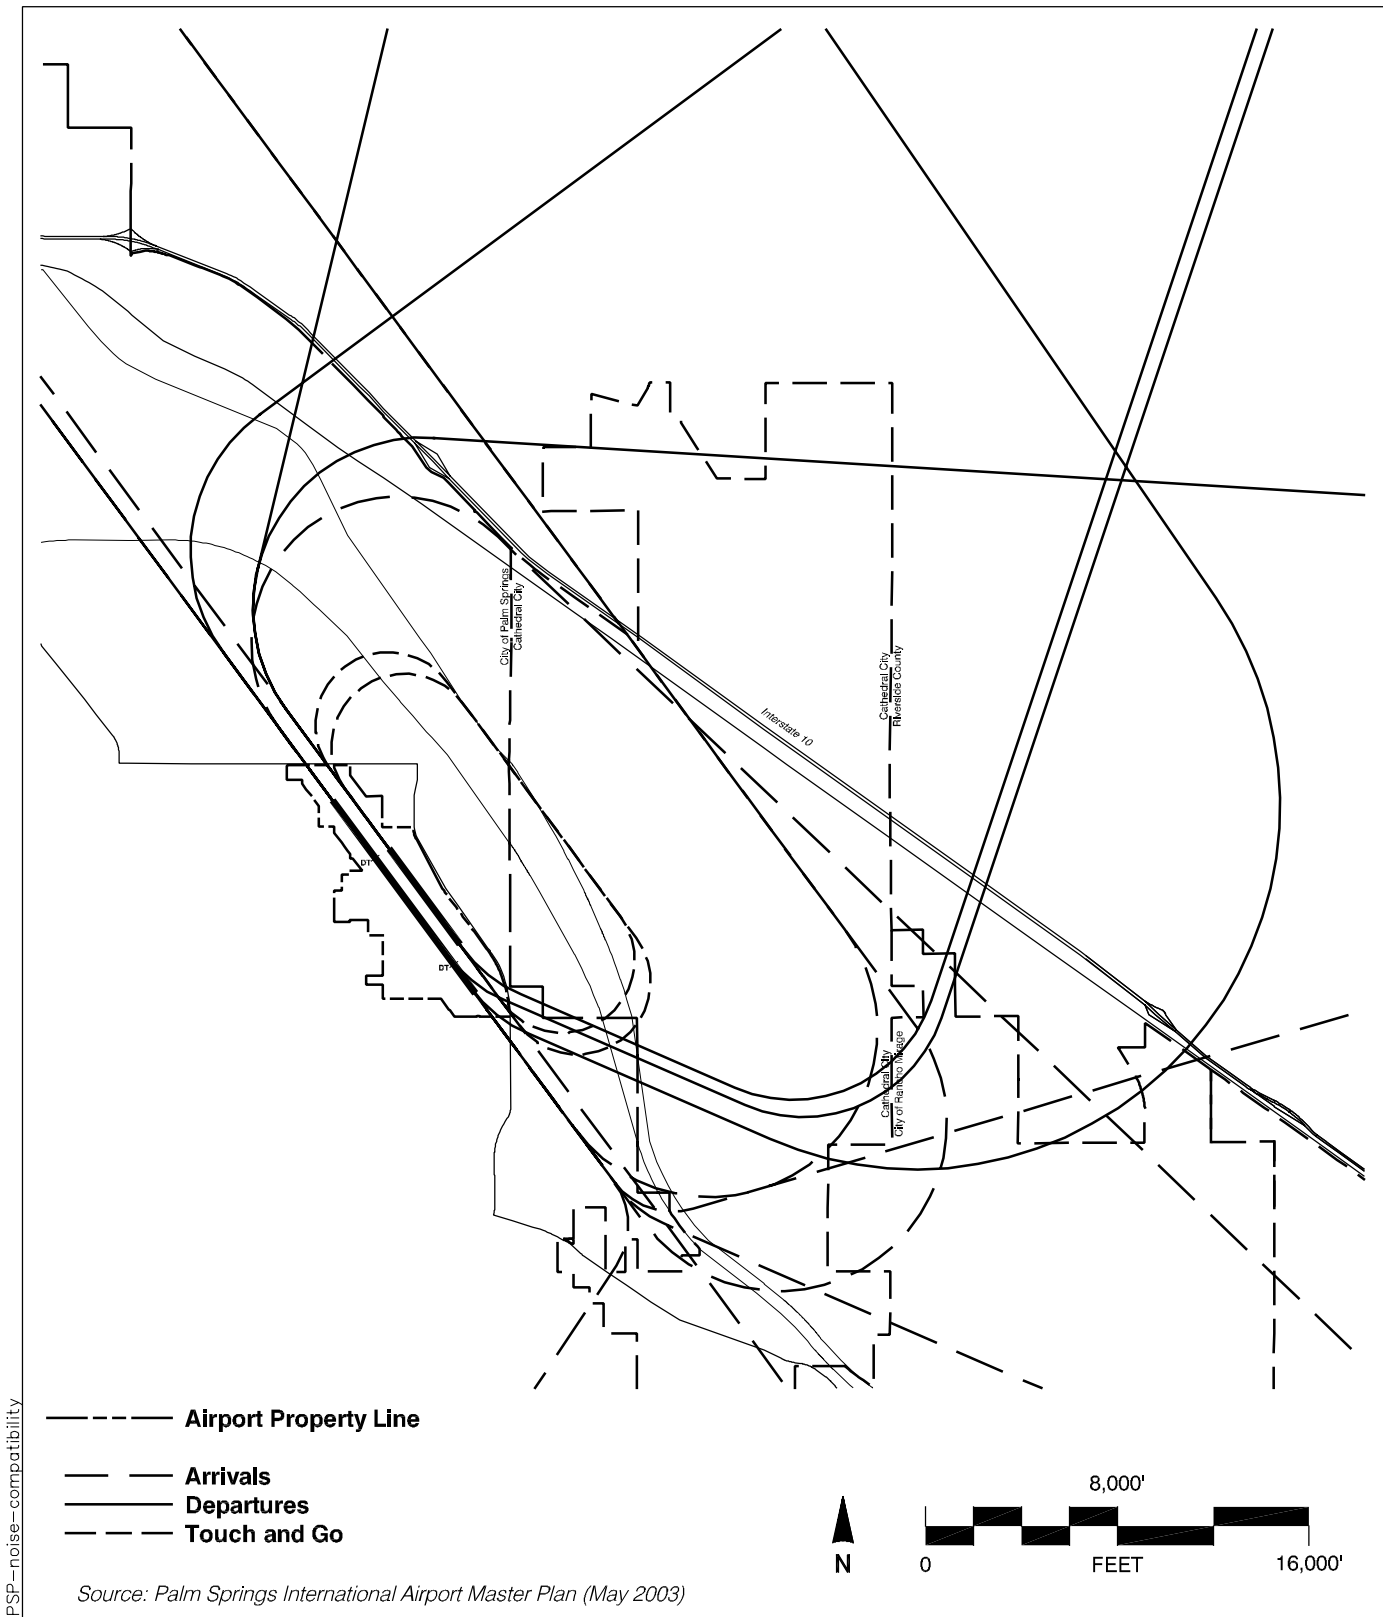 City of Palm Springs
Cathedral City
Cathedral City
Riverside County
Interstate 10
DT
DT
Cathedral City
City of Rancho Mirage
Airport Property Line
Arrivals
Departures
Touch and Go
8,000'
N
0
FEET
16,000'
Source: Palm Springs International Airport Master Plan (May 2003)
PSP-noise-compatibility